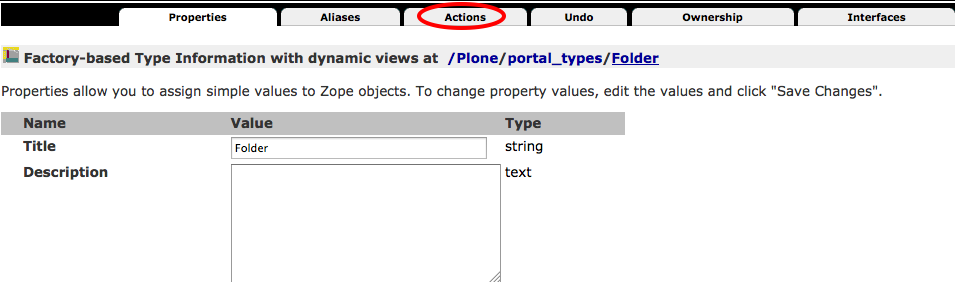 Properties Aliases Actions Undo Ownership Interfaces
Factory-based Type Information with dynamic views at /Plone/portal_types/Folder
Properties allow you to assign simple values to Zope objects. To change property values, edit the values and click "Save Changes".
Name Value Type
Title Folder string
Description text